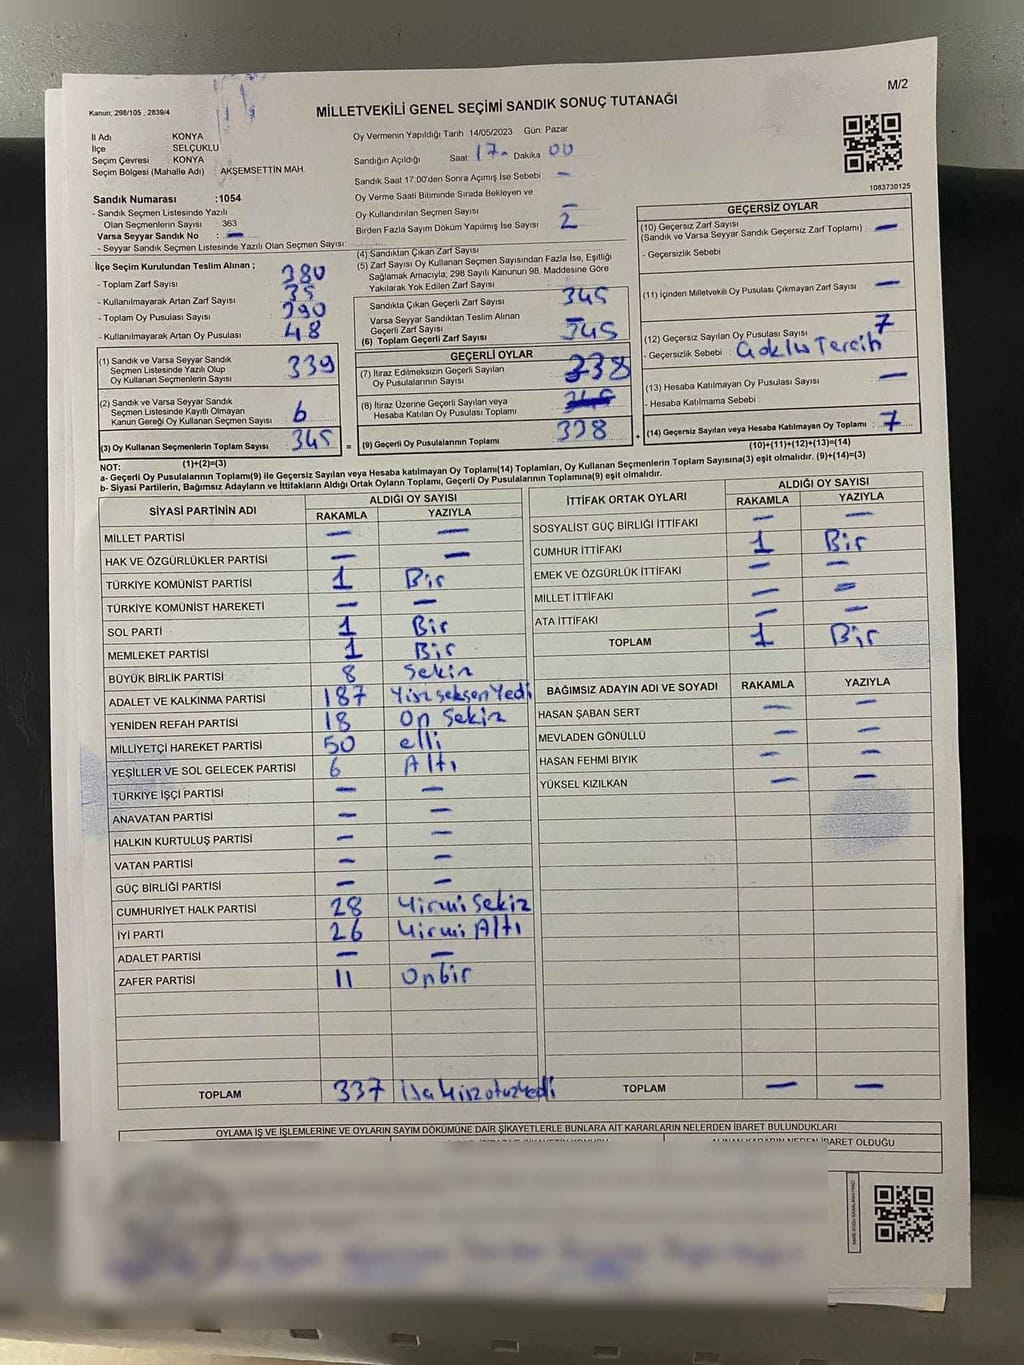 M/2
Kanun; 298/105 , 2839/4
MİLLETVEKİLİ GENEL SEÇİMİ SANDIK SONUÇ TUTANAĞI
İl Adı KONYA
İlçe SELÇUKLU
Seçim Çevresi KONYA
Seçim Bölgesi (Mahalle Adı) : AKŞEMSETTİN MAH.
Oy Vermenin Yapıldığı Tarih :14/05/2023 Gün: Pazar
Sandığın Açıldığı Saat: 17- Dakika 00
Sandık Saat 17:00'den Sonra Açımış İse Sebebi : -
Oy Verme Saati Bitiminde Sırada Bekleyen ve
Oy Kullandırılan Seçmen Sayısı -
Birden Fazla Sayım Döküm Yapılmış İse Sayısı : 2
1083730125
Sandık Numarası :1054
- Sandık Seçmen Listesinde Yazılı
Olan Seçmenlerin Sayısı : 363
Varsa Seyyar Sandık No : -
- Seyyar Sandık Seçmen Listesinde Yazılı Olan Seçmen Sayısı:
İlçe Seçim Kurulundan Teslim Alınan ;
- Toplam Zarf Sayısı 380
- Kullanılmayarak Artan Zarf Sayısı 35
- Toplam Oy Pusulası Sayısı 390
- Kullanılmayarak Artan Oy Pusulası 48
(1) Sandık ve Varsa Seyyar Sandık
Seçmen Listesinde Yazılı Olup
Oy Kullanan Seçmenlerin Sayısı 339
(2) Sandık ve Varsa Seyyar Sandık
Seçmen Listesinde Kayıtlı Olmayan
Kanun Gereği Oy Kullanan Seçmen Sayısı 6
(3) Oy Kullanan Seçmenlerin Toplam Sayısı 345 =
(1)+(2)=(3)
(4) Sandıktan Çıkan Zarf Sayısı
(5) Zarf Sayısı Oy Kullanan Seçmen Sayısından Fazla İse, Eşitliği
Sağlamak Amacıyla, 298 Sayılı Kanunun 98. Maddesine Göre
Yakılarak Yok Edilen Zarf Sayısı :
Sandıkta Çıkan Geçerli Zarf Sayısı 345
Varsa Seyyar Sandıktan Teslim Alınan
Geçerli Zarf Sayısı -
(6) Toplam Geçerli Zarf Sayısı 345
GEÇERLİ OYLAR
(7) İtiraz Edilmeksizin Geçerli Sayılan
Oy Pusulalarının Sayısı 338
(8) İtiraz Üzerine Geçerli Sayılan veya
Hesaba Katılan Oy Pusulası Toplamı
(9) Geçerli Oy Pusulalarının Toplamı 338 +
GEÇERSİZ OYLAR
(10) Geçersiz Zarf Sayısı
(Sandık ve Varsa Seyyar Sandık Geçersiz Zarf Toplamı) : -
- Geçersizlik Sebebi
(11) İçinden Milletvekili Oy Pusulası Çıkmayan Zarf Sayısı -
(12) Geçersiz Sayılan Oy Pusulası Sayısı 7
- Geçersizlik Sebebi : Çoklu Tercih
(13) Hesaba Katılmayan Oy Pusulası Sayısı -
- Hesaba Katılmama Sebebi :
(14) Geçersiz Sayılan veya Hesaba Katılmayan Oy Toplamı : 7
(10)+(11)+(12)+(13)=(14)
NOT:
a- Geçerli Oy Pusulalarının Toplamı(9) ile Geçersiz Sayılan veya Hesaba katılmayan Oy Toplamı(14) Toplamları, Oy Kullanan Seçmenlerin Toplam Sayısına(3) eşit olmalıdır. (9)+(14)=(3)
b- Siyasi Partilerin, Bağımsız Adayların ve İttifakların Aldığı Ortak Oyların Toplamı, Geçerli Oy Pusulalarının Toplamına(9) eşit olmalıdır.
SİYASİ PARTİNİN ADI ALDIĞI OY SAYISI
RAKAMLA YAZIYLA
MİLLET PARTİSİ - -
HAK VE ÖZGÜRLÜKLER PARTİSİ - -
TÜRKİYE KOMÜNİST PARTİSİ 1 Bir
TÜRKİYE KOMÜNİST HAREKETİ - -
SOL PARTİ 1 Bir
MEMLEKET PARTİSİ 1 Bir
BÜYÜK BİRLİK PARTİSİ 8 Sekiz
ADALET VE KALKINMA PARTİSİ 187 Yüzseksen Yedi
YENİDEN REFAH PARTİSİ 18 On Sekiz
MİLLİYETÇİ HAREKET PARTİSİ 50 elli
YEŞİLLER VE SOL GELECEK PARTİSİ 6 Altı
TÜRKİYE İŞÇİ PARTİSİ - -
ANAVATAN PARTİSİ - -
HALKIN KURTULUŞ PARTİSİ - -
VATAN PARTİSİ - -
GÜÇ BİRLİĞİ PARTİSİ - -
CUMHURİYET HALK PARTİSİ 28 Yirmi Sekiz
İYİ PARTİ 26 Yirmi Altı
ADALET PARTİSİ - -
ZAFER PARTİSİ 11 Onbir
TOPLAM 337
İTTİFAK ORTAK OYLARI ALDIĞI OY SAYISI
RAKAMLA YAZIYLA
SOSYALİST GÜÇ BİRLİĞİ İTTİFAKI - -
CUMHUR İTTİFAKI 1 Bir
EMEK VE ÖZGÜRLÜK İTTİFAKI - -
MİLLET İTTİFAKI - -
ATA İTTİFAKI - -
TOPLAM 1 Bir
BAĞIMSIZ ADAYIN ADI VE SOYADI RAKAMLA YAZIYLA
HASAN ŞABAN SERT - -
MEVLADEN GÖNÜLLÜ - -
HASAN FEHMİ BIYIK - -
YÜKSEL KIZILKAN - -
TOPLAM - -
OYLAMA İŞ VE İŞLEMLERİNE VE OYLARIN SAYIM DÖKÜMÜNE DAİR ŞİKAYETLERLE BUNLARA AİT KARARLARIN NELERDEN İBARET BULUNDUKLARI
ALINAN KARARIN NEDEN İBARET OLDUĞU